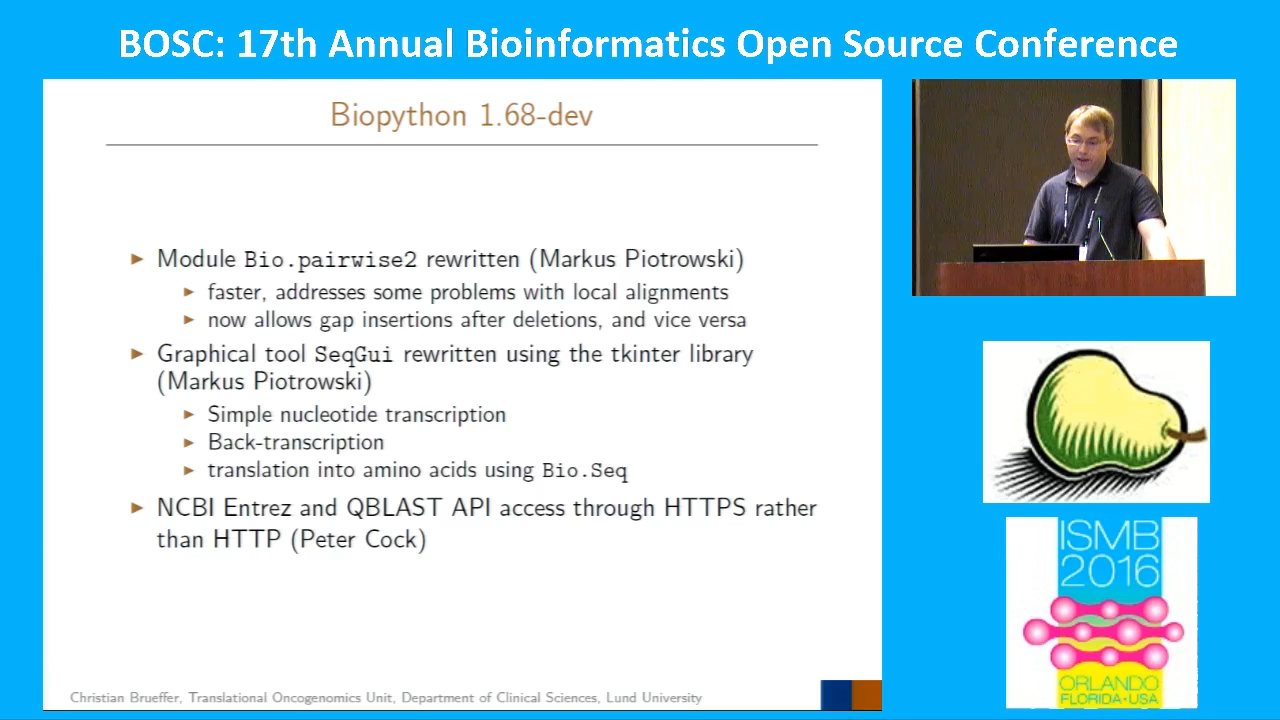 BOSC: 17th Annual Bioinformatics Open Source Conference
Biopython 1.68-dev
Module Bio.pairwise2 rewritten (Markus Piotrowski)
faster, addresses some problems with local alignments
now allows gap insertions after deletions, and vice versa
Graphical tool SeqGui rewritten using the tkinter library
(Markus Piotrowski)
Simple nucleotide transcription
Back-transcription
translation into amino acids using Bio.Seq
NCBI Entrez and QBLAST API access through HTTPS rather
than HTTP (Peter Cock)
Christian Brueffer, Translational Oncogenomics Unit, Department of Clinical Sciences, Lund University
ISMB
2016
ORLANDO
FLORIDA·USA